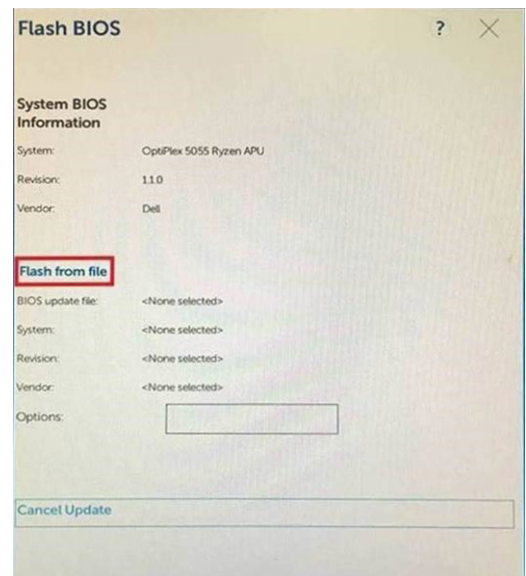 Flash BIOS ?
System BIOS
Information
System: OptiPlex 5055 Ryzen APU
Revision: 1.1.0
Vendor: Dell
Flash from file
BIOS update file: <None selected>
System: <None selected>
Revision: <None selected>
Vendor: <None selected>
Options:
Cancel Update